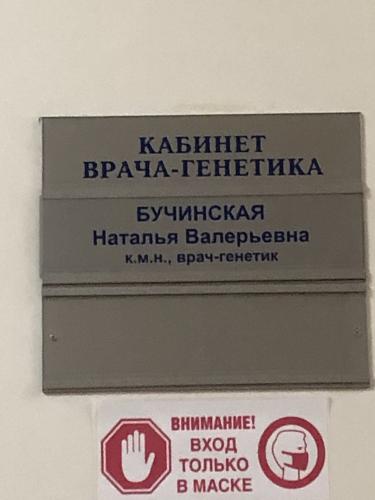 КАБИНЕТ
ВРАЧА-ГЕНЕТИКА
БУЧИНСКАЯ
Наталья Валерьевна
к.м.н., врач-генетик
ВНИМАНИЕ!
ВХОД
ТОЛЬКО
В МАСКЕ